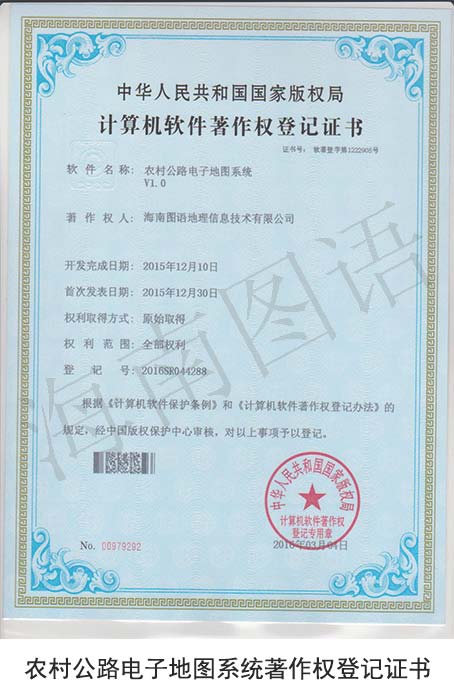 中华人民共和国国家版权局
计算机软件著作权登记证书
证书号： 软著登字第1222905号
软件名称： 农村公路电子地图系统
V1.0
著作权人： 海南图语地理信息技术有限公司
开发完成日期： 2015年12月10日
首次发表日期： 2015年12月30日
权利取得方式： 原始取得
权利范围： 全部权利
登记号： 2016SR044288
根据《计算机软件保护条例》和《计算机软件著作权登记办法》的
规定，经中国版权保护中心审核，对以上事项予以登记。
中华人民共和国国家版权局
计算机软件著作权
登记专用章
No. 00979292
2016年03月04日
海南图语
农村公路电子地图系统著作权登记证书